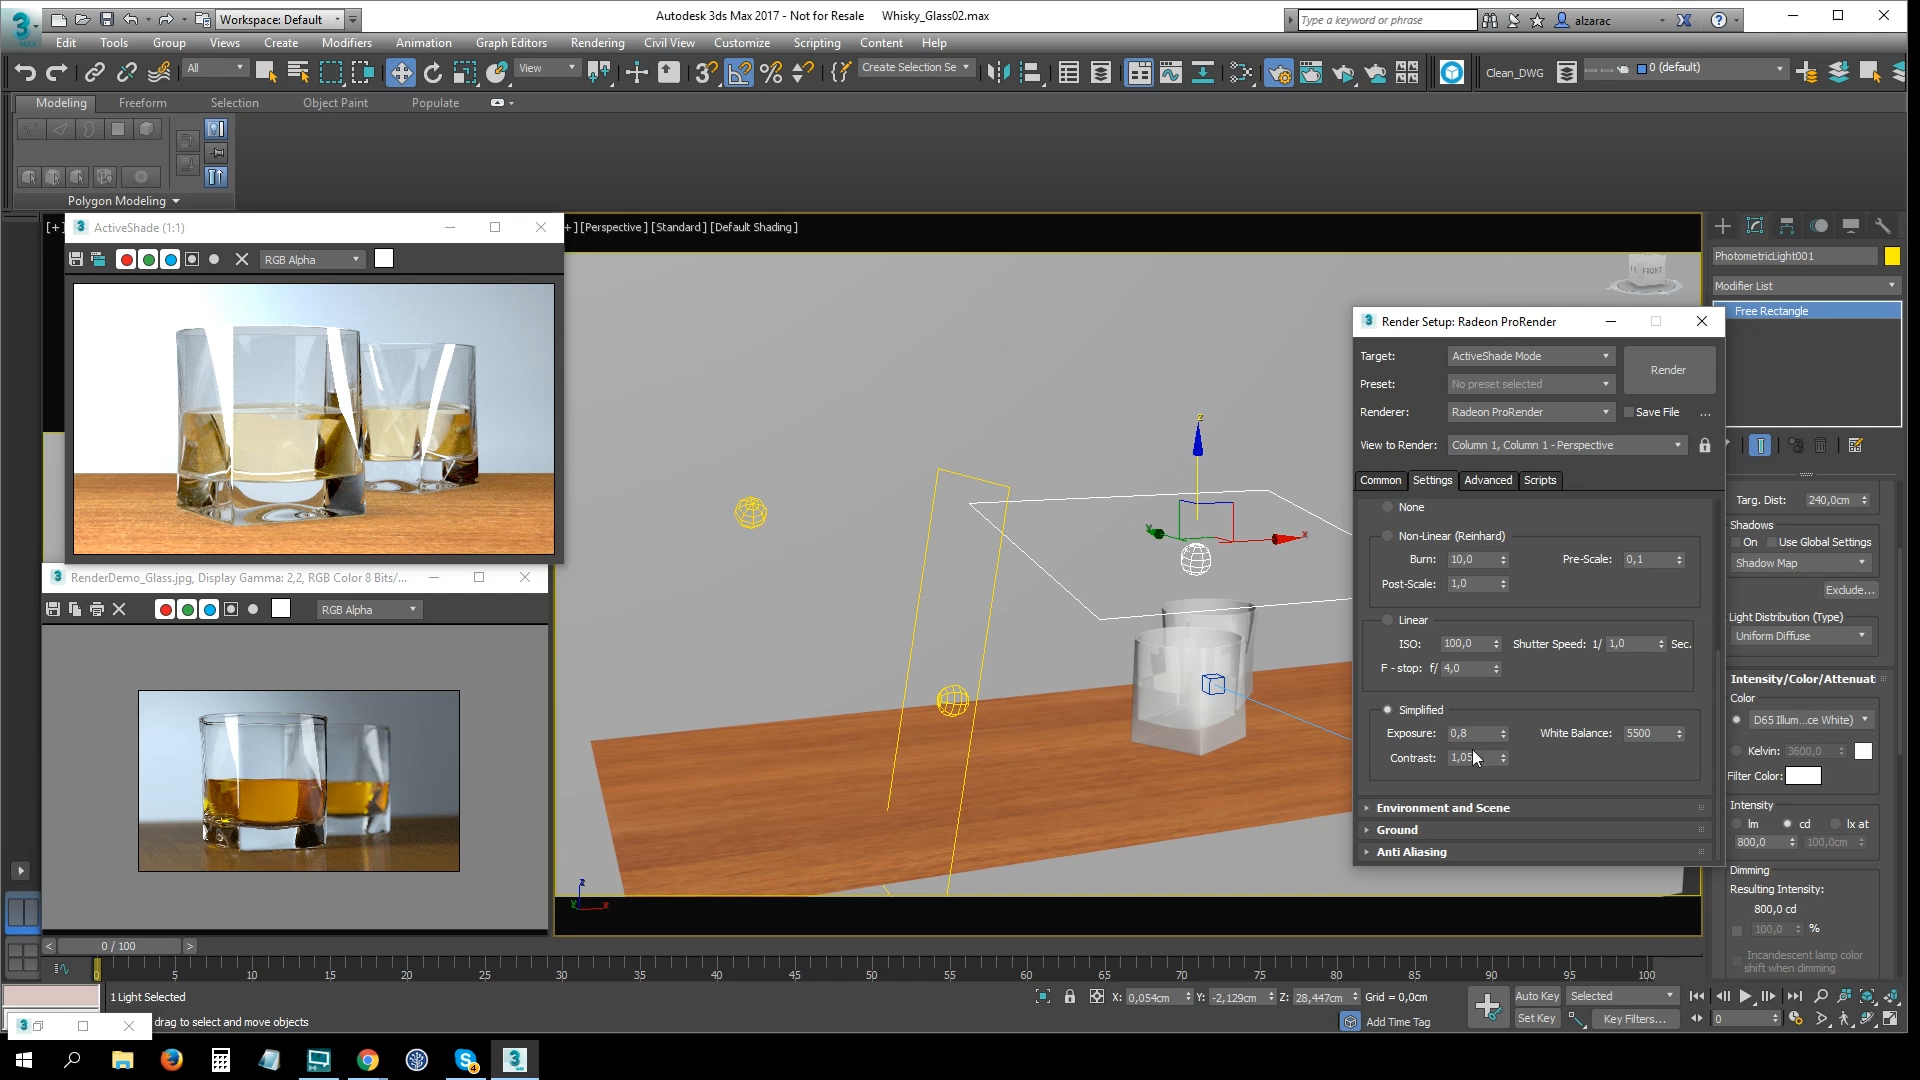 Workspace: Default
Autodesk 3ds Max 2017 - Not for Resale Whisky_Glass02.max
Type a keyword or phrase
alzarac
Edit Tools Group Views Create Modifiers Animation Graph Editors Rendering Civil View Customize Scripting Content Help
All
View
Create Selection Se
Clean_DWG
0 (default)
Modeling Freeform Selection Object Paint Populate
Polygon Modeling
[+]
ActiveShade (1:1)
RGB Alpha
+] [Perspective] [Standard] [Default Shading]
FRONT
RenderDemo_Glass.jpg, Display Gamma: 2,2, RGB Color 8 Bits/...
RGB Alpha
z
y
x
z
y
x
Render Setup: Radeon ProRender
Target: ActiveShade Mode
Render
Preset: No preset selected
Renderer: Radeon ProRender
Save File ...
View to Render: Column 1, Column 1 - Perspective
Common Settings Advanced Scripts
None
Non-Linear (Reinhard)
Burn: 10,0 Pre-Scale: 0,1
Post-Scale: 1,0
Linear
ISO: 100,0 Shutter Speed: 1/ 1,0 Sec.
F - stop: f/ 4,0
Simplified
Exposure: 0,8 White Balance: 5500
Contrast: 1,05
Environment and Scene
Ground
Anti Aliasing
PhotometricLight001
Modifier List
Free Rectangle
Targ. Dist: 240,0cm
Shadows
On Use Global Settings
Shadow Map
Exclude...
Light Distribution (Type)
Uniform Diffuse
Intensity/Color/Attenuat
Color
D65 Illum...ce White)
Kelvin: 3600,0
Filter Color:
Intensity
lm cd lx at
800,0 100,0cm
Dimming
Resulting Intensity:
800,0 cd
100,0 %
Incandescent lamp color
shift when dimming
< 0 / 100 >
0 5 10 15 20 25 30 35 40 45 50 55 60 65 70 75 80 85 90 95 100
1 Light Selected
X: 0,054cm Y: -2,129cm Z: 28,447cm Grid = 0,0cm
Auto Key Selected
drag to select and move objects
Add Time Tag
Set Key Key Filters... 0
4
3
MAX